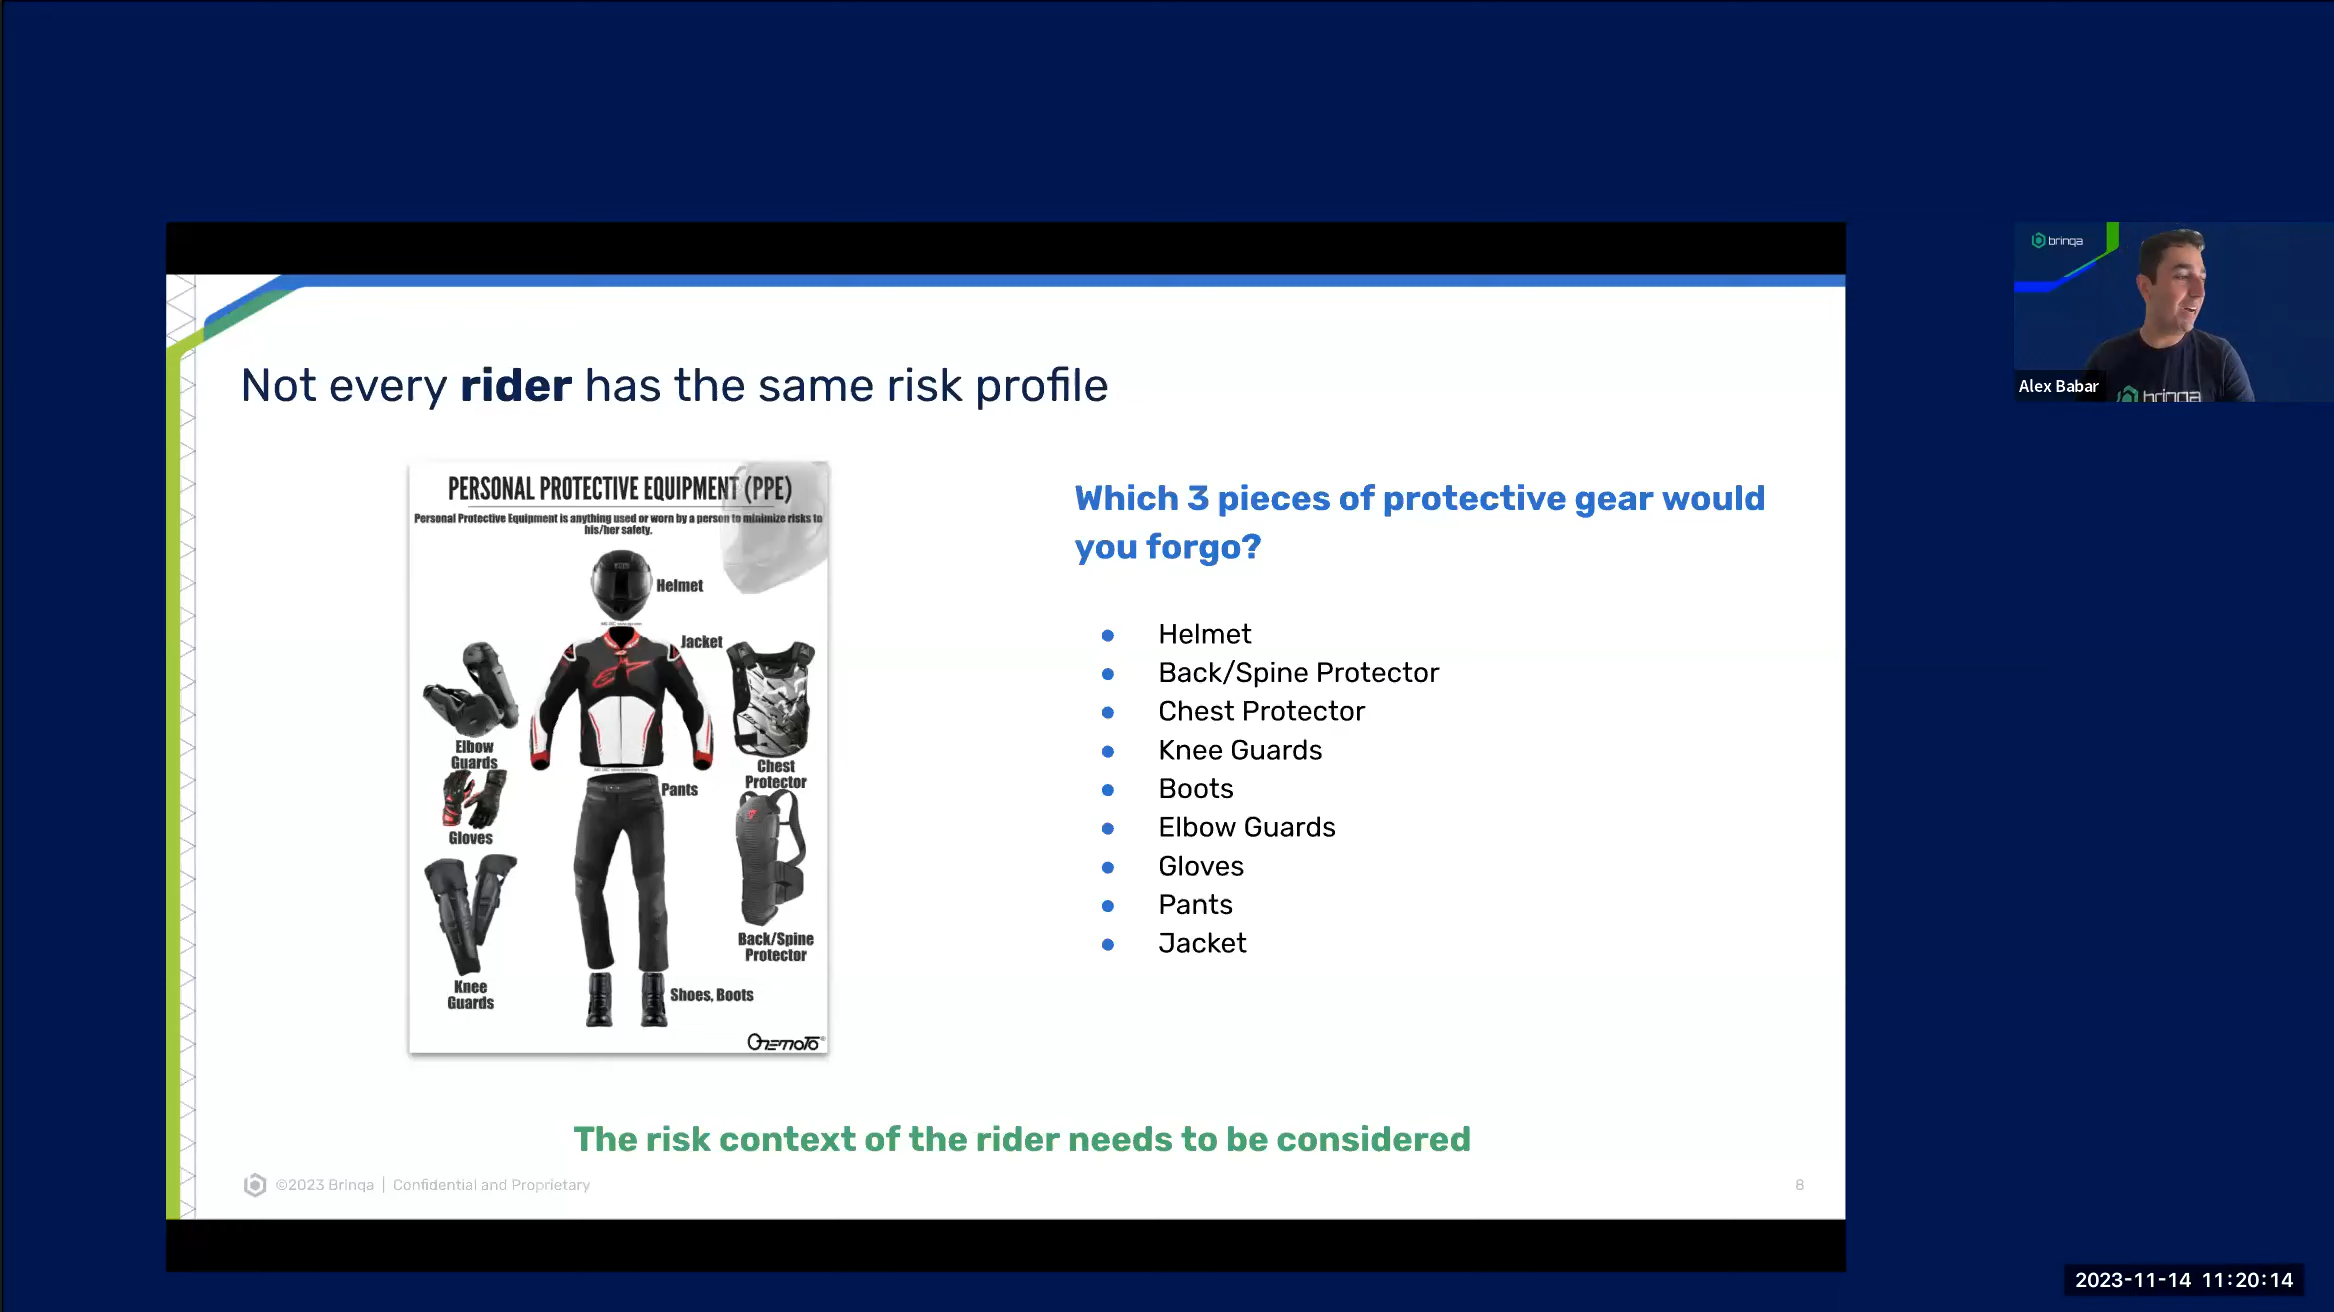 Not every rider has the same risk profile
PERSONAL PROTECTIVE EQUIPMENT (PPE)
Personal Protective Equipment is anything used or worn by a person to minimize risks to
his/her safety.
Helmet
Jacket
Elbow
Guards
Chest
Protector
Pants
Gloves
Back/Spine
Protector
Knee
Guards
Shoes, Boots
OnemoTo
Which 3 pieces of protective gear would
you forgo?
● Helmet
● Back/Spine Protector
● Chest Protector
● Knee Guards
● Boots
● Elbow Guards
● Gloves
● Pants
● Jacket
The risk context of the rider needs to be considered
©2023 Brinqa | Confidential and Proprietary
8
brinqa
Alex Babar
brinqa
2023-11-14 11:20:14